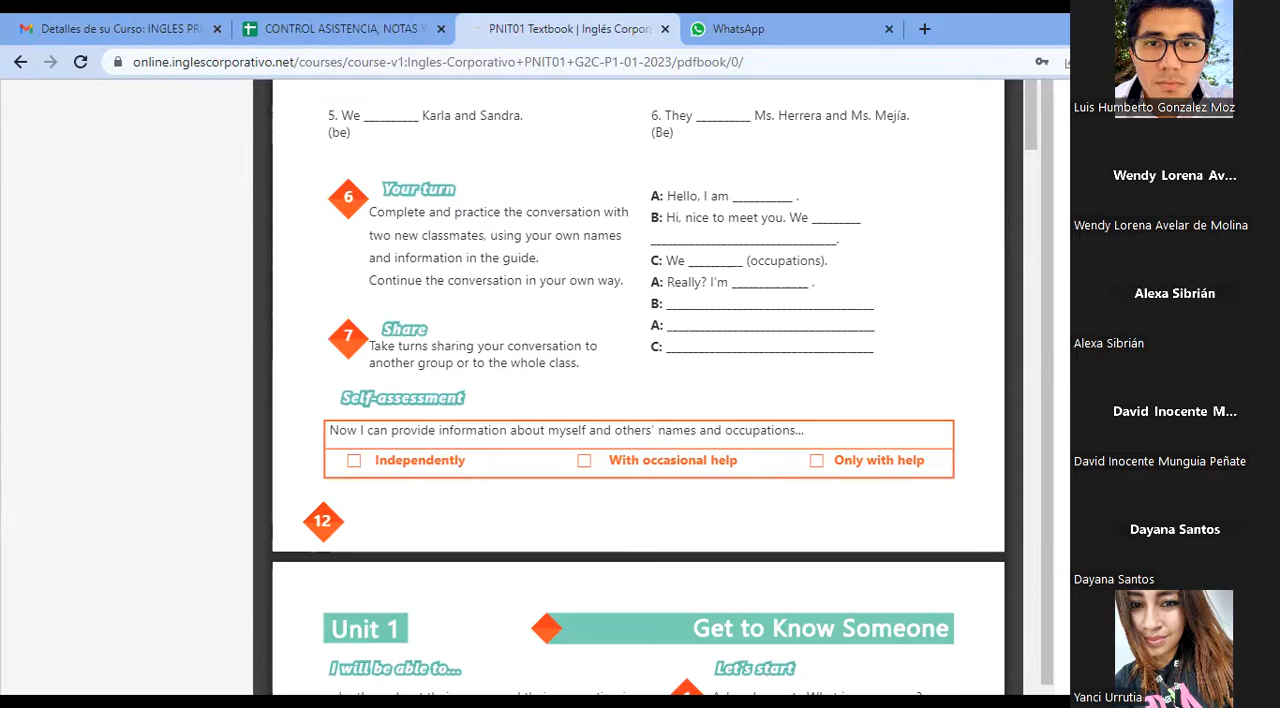 Detalles de su Curso: INGLES PRI
CONTROL ASISTENCIA, NOTAS Y
PNIT01 Textbook | Inglés Corpora
WhatsApp
online.inglescorporativo.net/courses/course-v1:Ingles-Corporativo+PNIT01+G2C-P1-01-2023/pdfbook/0/
5. We _________ Karla and Sandra.
(be)
6. They _________ Ms. Herrera and Ms. Mejía.
(Be)
6
Your turn
Complete and practice the conversation with
two new classmates, using your own names
and information in the guide.
Continue the conversation in your own way.
A: Hello, I am __________ .
B: Hi, nice to meet you. We ________
_______________________________.
C: We _________ (occupations).
A: Really? I'm _____________ .
B: ___________________________________
A: ___________________________________
C: ___________________________________
7
Share
Take turns sharing your conversation to
another group or to the whole class.
Self-assessment
Now I can provide information about myself and others' names and occupations...
Independently With occasional help Only with help
12
Unit 1
Get to Know Someone
I will be able to...
Let's start
Luis Humberto Gonzalez Moz
Wendy Lorena Av...
Wendy Lorena Avelar de Molina
Alexa Sibrián
Alexa Sibrián
David Inocente M...
David Inocente Munguia Peñate
Dayana Santos
Dayana Santos
Yanci Urrutia